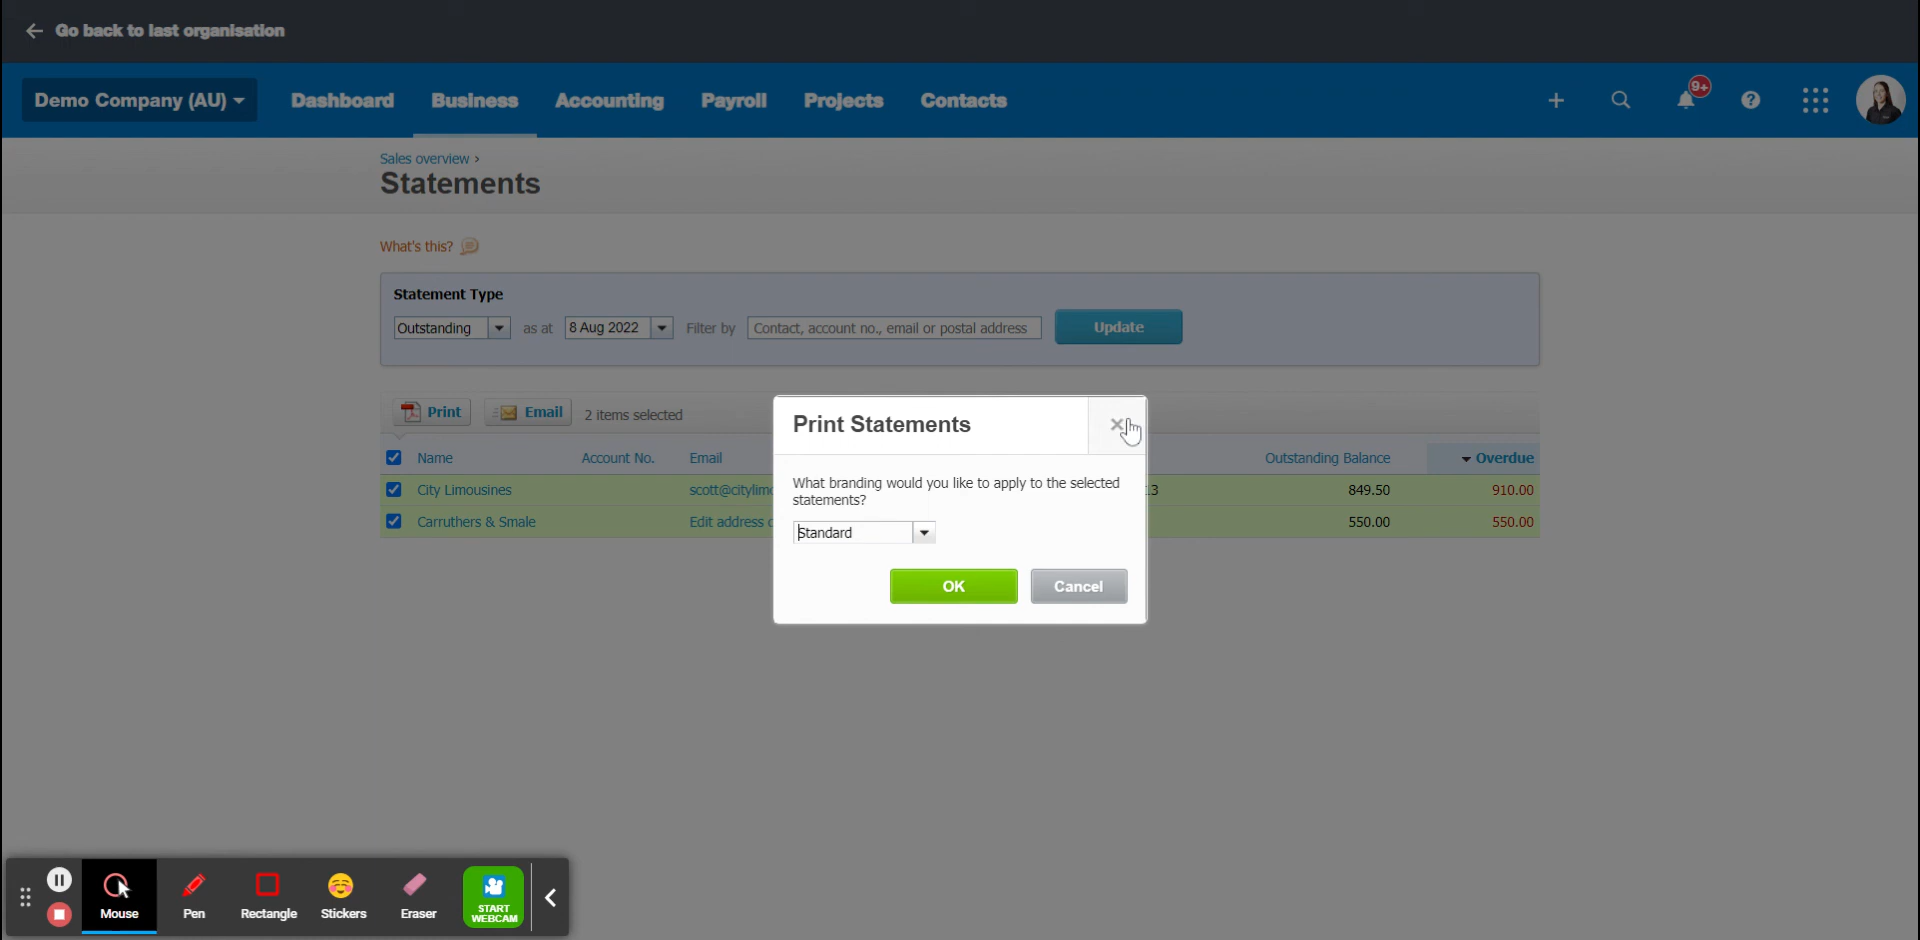 Go back to last organisation
Demo Company (AU) Dashboard Business Accounting Payroll Projects Contacts 9+
Sales overview ›
Statements
What's this?
Statement Type
Outstanding as at 8 Aug 2022 Filter by Contact, account no., email or postal address Update
Print Email 2 items selected
Name Account No. Email Outstanding Balance Overdue
City Limousines scott@citylim 13 849.50 910.00
Carruthers & Smale Edit address 550.00 550.00
Print Statements
What branding would you like to apply to the selected
statements?
Standard
OK Cancel
Mouse Pen Rectangle Stickers Eraser START
WEBCAM